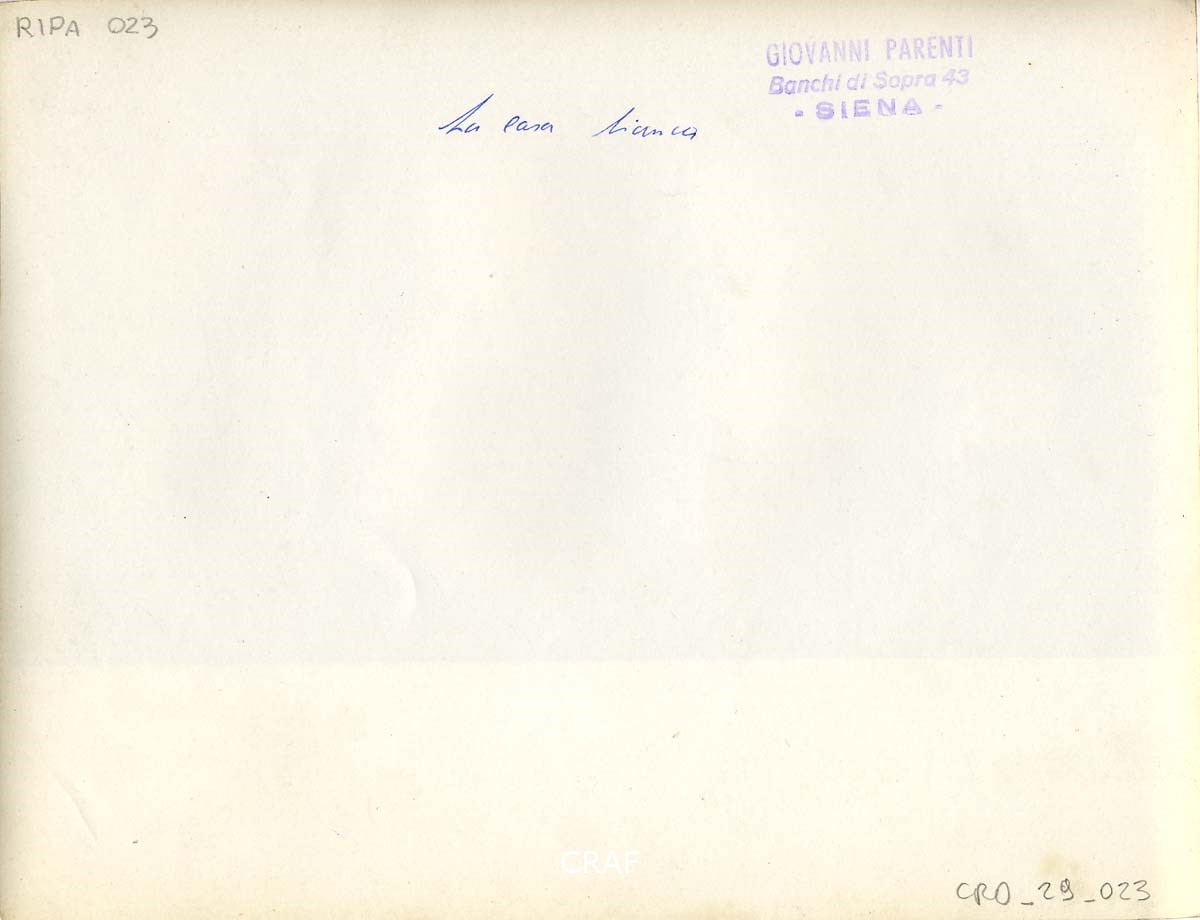 RIPA 023
GIOVANNI PARENTI
Banchi di Sopra 43
- SIENA -
La casa bianca
CRAF
CRO_29_023